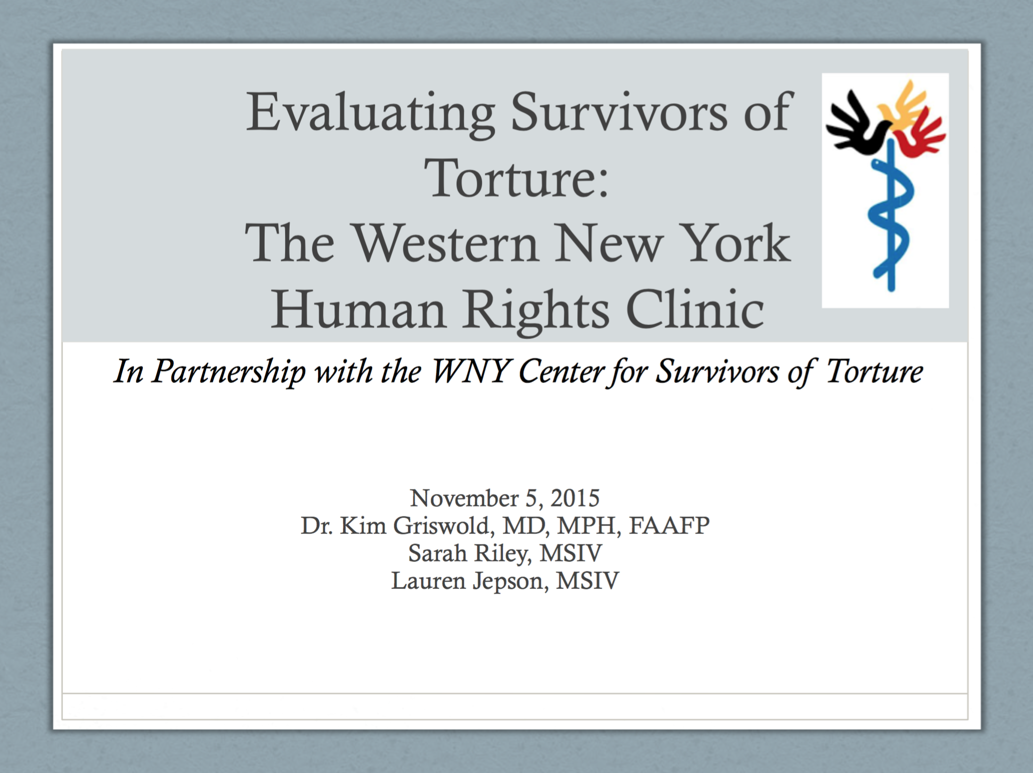 Evaluating Survivors of
Torture:
The Western New York
Human Rights Clinic
In Partnership with the WNY Center for Survivors of Torture
November 5, 2015
Dr. Kim Griswold, MD, MPH, FAAFP
Sarah Riley, MSIV
Lauren Jepson, MSIV